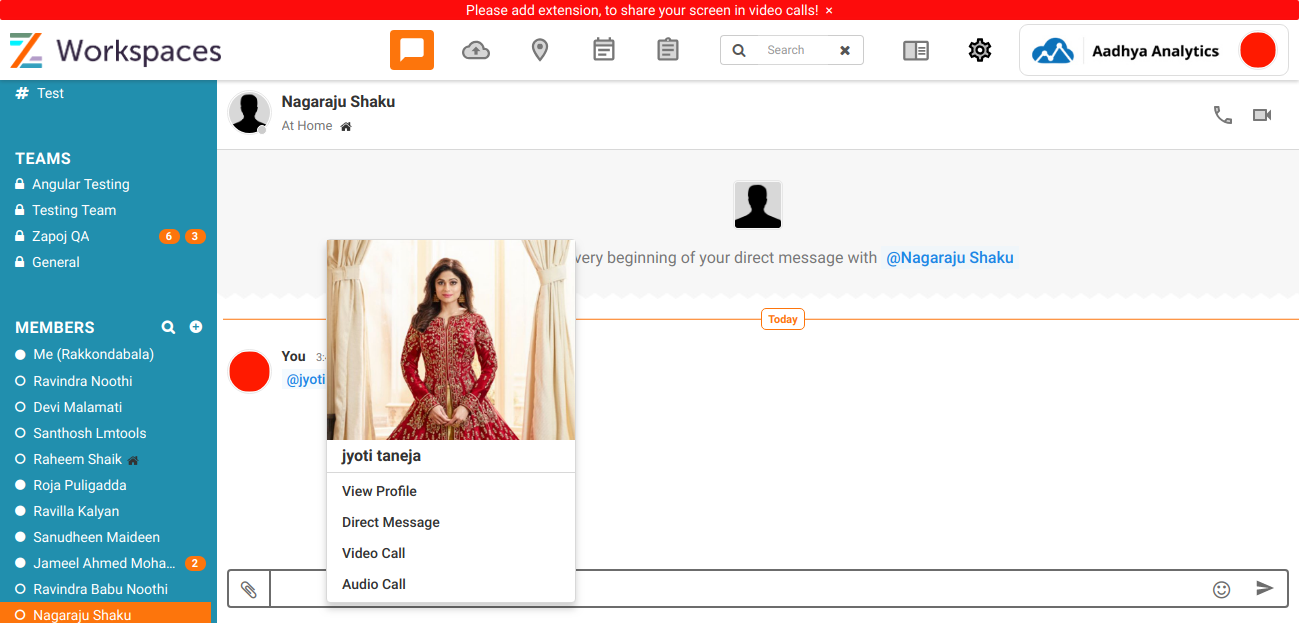 Please add extension, to share your screen in video calls! ×
Workspaces
Search
Aadhya Analytics
# Test
TEAMS
Angular Testing
Testing Team
Zapoj QA 6 3
General
MEMBERS
Me (Rakkondabala)
Ravindra Noothi
Devi Malamati
Santhosh Lmtools
Raheem Shaik
Roja Puligadda
Ravilla Kalyan
Sanudheen Maideen
Jameel Ahmed Moha... 2
Ravindra Babu Noothi
Nagaraju Shaku
Nagaraju Shaku
At Home
very beginning of your direct message with @Nagaraju Shaku
Today
You 3:
@jyoti
jyoti taneja
View Profile
Direct Message
Video Call
Audio Call